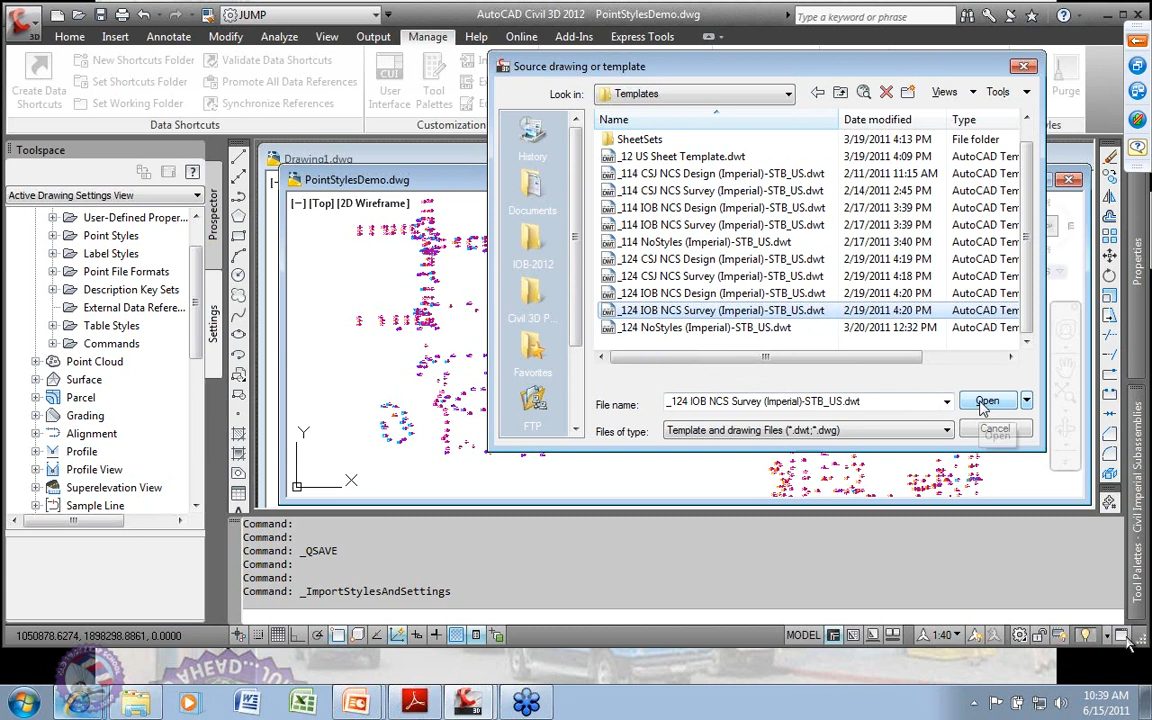 JUMP
AutoCAD Civil 3D 2012 PointStylesDemo.dwg
Type a keyword or phrase
3D
Home Insert Annotate Modify Analyze View Output Manage Help Online Add-Ins Express Tools
Create Data
Shortcuts
New Shortcuts Folder
Set Shortcuts Folder
Set Working Folder
Validate Data Shortcuts
Promote All Data References
Synchronize References
Data Shortcuts
User
Interface
CUI
Tool
Palettes
Customization
Purge
Source drawing or template
Look in: Templates
Views Tools
Name Date modified Type
SheetSets 3/19/2011 4:13 PM File folder
_12 US Sheet Template.dwt 3/19/2011 4:09 PM AutoCAD Tem
_114 CSJ NCS Design (Imperial)-STB_US.dwt 2/11/2011 11:15 AM AutoCAD Tem
_114 CSJ NCS Survey (Imperial)-STB_US.dwt 2/14/2011 2:45 PM AutoCAD Tem
_114 IOB NCS Design (Imperial)-STB_US.dwt 2/17/2011 3:39 PM AutoCAD Tem
_114 IOB NCS Survey (Imperial)-STB_US.dwt 2/17/2011 3:39 PM AutoCAD Tem
_114 NoStyles (Imperial)-STB_US.dwt 2/17/2011 3:40 PM AutoCAD Tem
_124 CSJ NCS Design (Imperial)-STB_US.dwt 2/19/2011 4:19 PM AutoCAD Tem
_124 CSJ NCS Survey (Imperial)-STB_US.dwt 2/19/2011 4:18 PM AutoCAD Tem
_124 IOB NCS Design (Imperial)-STB_US.dwt 2/19/2011 4:20 PM AutoCAD Tem
_124 IOB NCS Survey (Imperial)-STB_US.dwt 2/19/2011 4:20 PM AutoCAD Tem
_124 NoStyles (Imperial)-STB_US.dwt 3/20/2011 12:32 PM AutoCAD Tem
History
Documents
IOB-2012
Civil 3D P...
Favorites
FTP
File name: _124 IOB NCS Survey (Imperial)-STB_US.dwt
Open
Files of type: Template and drawing Files (*.dwt;*.dwg)
Cancel
Open
Toolspace
Active Drawing Settings View
User-Defined Proper...
Point Styles
Label Styles
Point File Formats
Description Key Sets
External Data Refere...
Table Styles
Commands
Point Cloud
Surface
Parcel
Grading
Alignment
Profile
Profile View
Superelevation View
Sample Line
Prospector
Settings
Drawing1.dwg
PointStylesDemo.dwg
[−] [Top] [2D Wireframe]
Y
X
Properties
Tool Palettes - Civil Imperial Subassemblies
Command:
Command:
Command: _QSAVE
Command:
Command:
Command: _ImportStylesAndSettings
1050878.6274, 1898298.8861, 0.0000
MODEL
1:40
AHEAD
SCHOOL
10:39 AM
6/15/2011